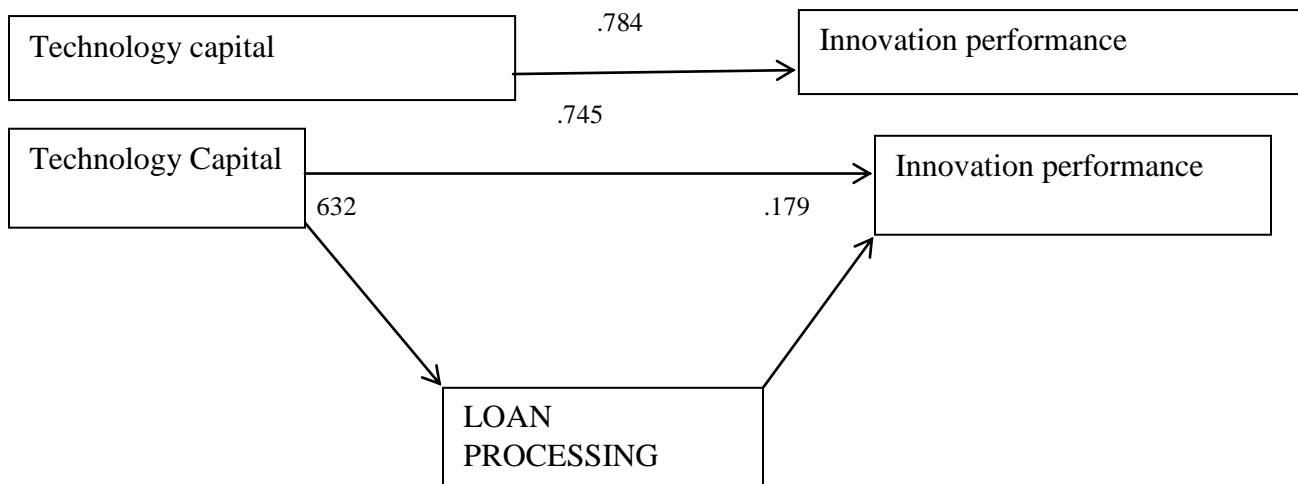 .784
Technology capital
Innovation performance
.745
Technology Capital
Innovation performance
632
.179
LOAN
PROCESSING